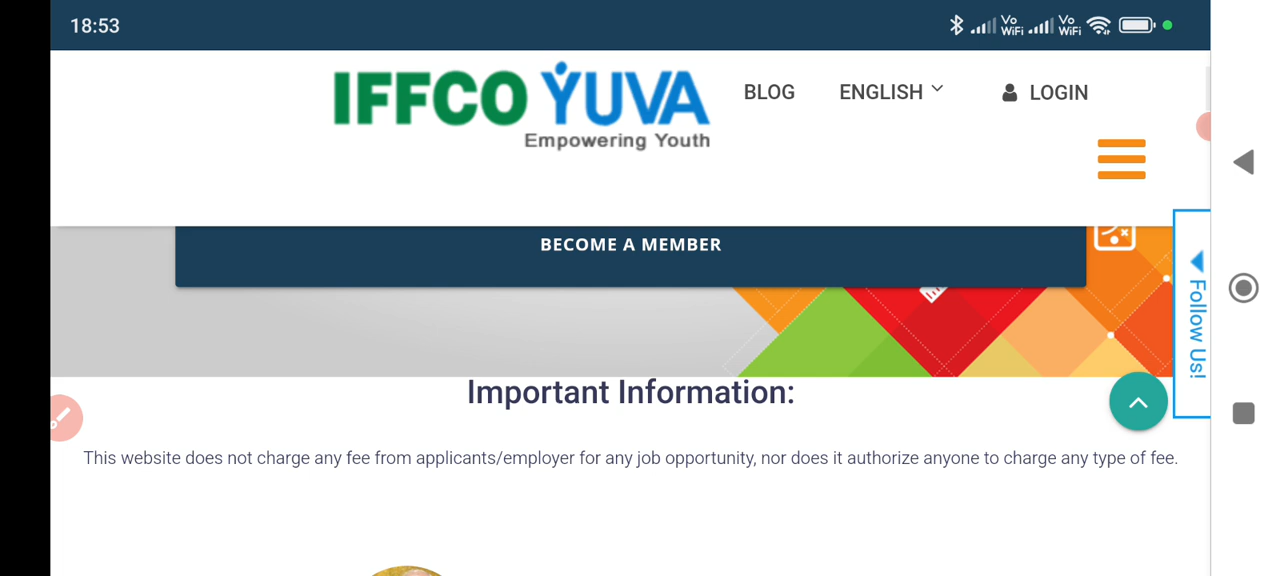 18:53
Vo WiFi Vo WiFi
IFFCO YUVA
Empowering Youth
BLOG ENGLISH LOGIN
BECOME A MEMBER
Follow Us!
Important Information:
This website does not charge any fee from applicants/employer for any job opportunity, nor does it authorize anyone to charge any type of fee.